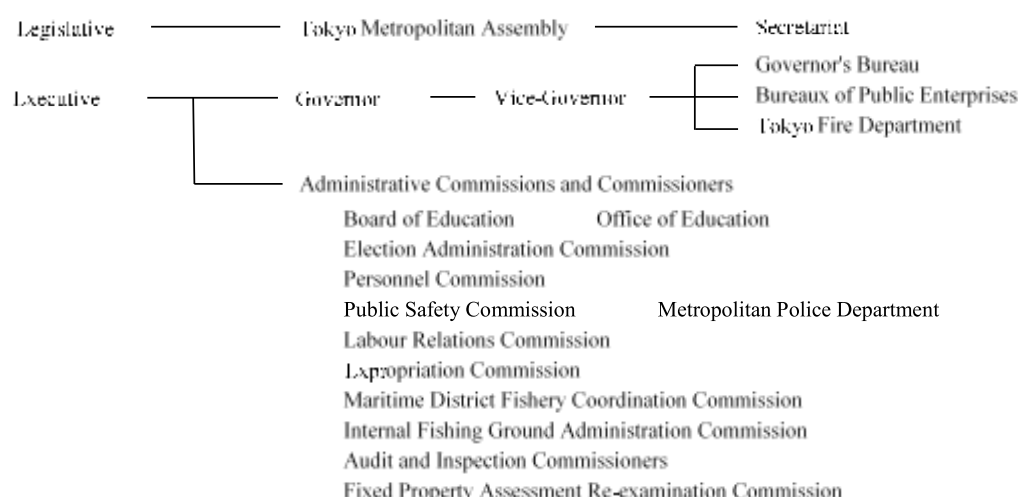 Legislative Tokyo Metropolitan Assembly Secretariat
Governor's Bureau
Executive Governor Vice-Governor Bureaux of Public Enterprises
Tokyo Fire Department
Administrative Commissions and Commissioners
Board of Education Office of Education
Election Administration Commission
Personnel Commission
Public Safety Commission Metropolitan Police Department
Labour Relations Commission
Expropriation Commission
Maritime District Fishery Coordination Commission
Internal Fishing Ground Administration Commission
Audit and Inspection Commissioners
Fixed Property Assessment Re-examination Commission